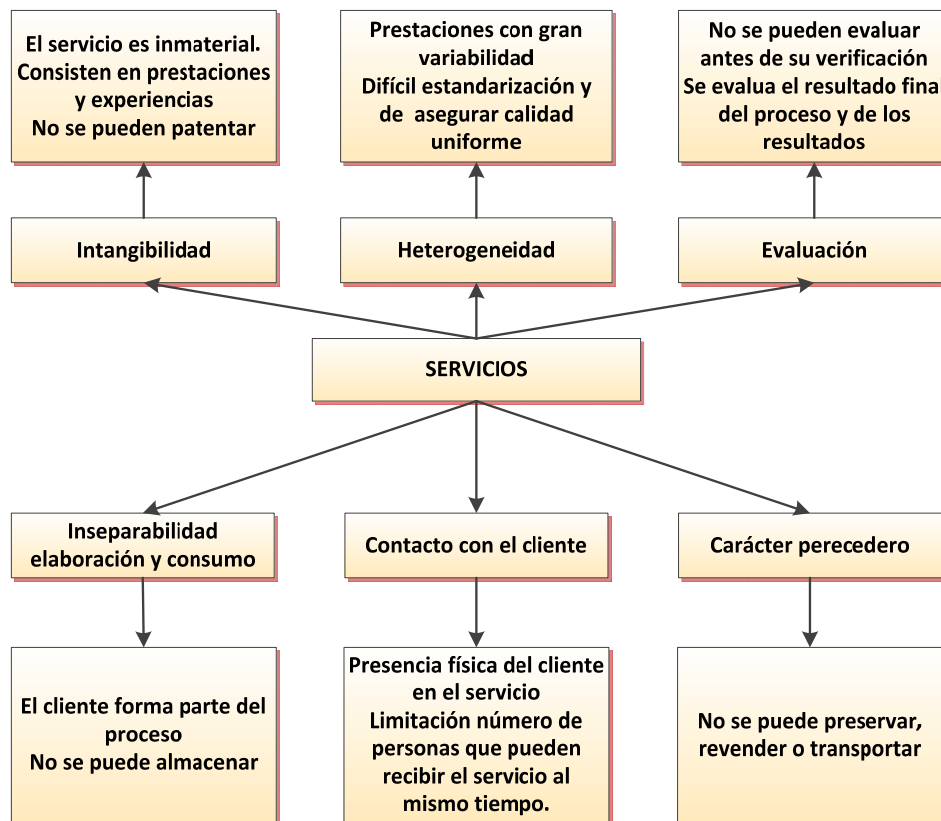 El servicio es inmaterial.
Consisten en prestaciones
y experiencias
No se pueden patentar
Prestaciones con gran
variabilidad
Difícil estandarización y
de asegurar calidad
uniforme
No se pueden evaluar
antes de su verificación
Se evalua el resultado final
del proceso y de los
resultados
Intangibilidad
Heterogeneidad
Evaluación
SERVICIOS
Inseparabilidad
elaboración y consumo
Contacto con el cliente
Carácter perecedero
El cliente forma parte del
proceso
No se puede almacenar
Presencia física del cliente
en el servicio
Limitación número de
personas que pueden
recibir el servicio al
mismo tiempo.
No se puede preservar,
revender o transportar